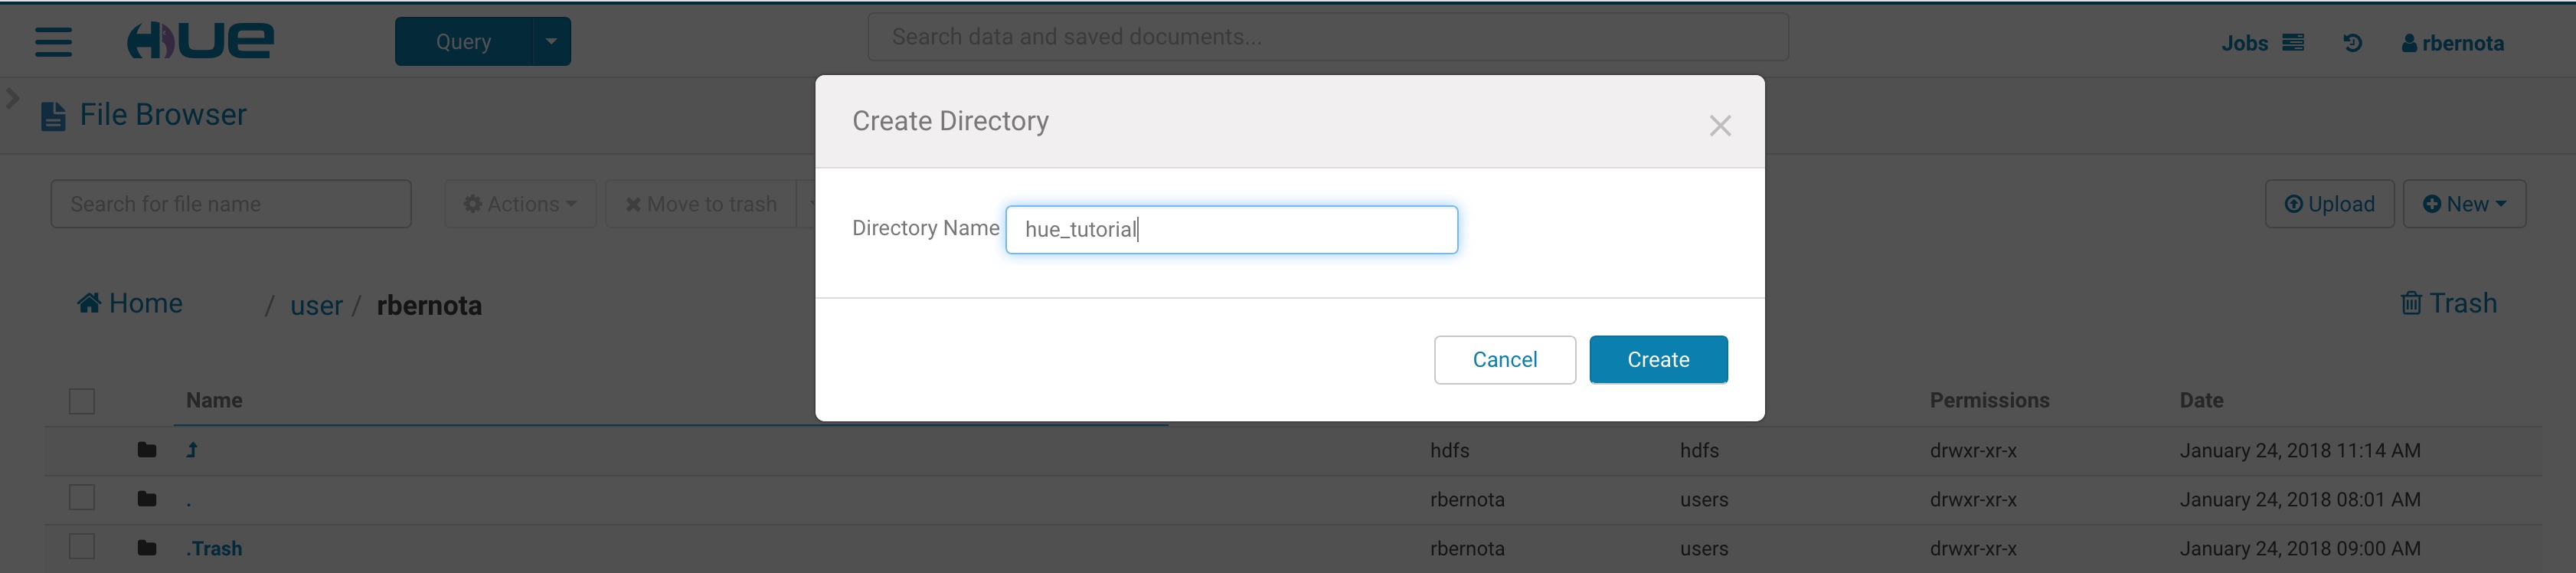 HUE Query Search data and saved documents... Jobs rbernota
File Browser
Create Directory
Search for file name Actions Move to trash Upload New
Directory Name hue_tutorial
Home / user / rbernota Trash
Cancel Create
Name Permissions Date
hdfs hdfs drwxr-xr-x January 24, 2018 11:14 AM
. rbernota users drwxr-xr-x January 24, 2018 08:01 AM
.Trash rbernota users drwxr-xr-x January 24, 2018 09:00 AM